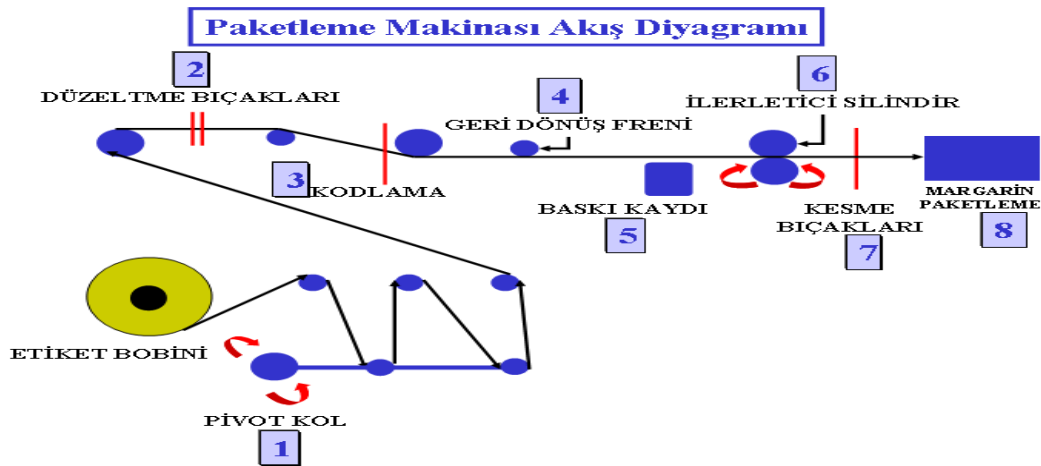 Paketleme Makinası Akış Diyagramı
2
DÜZELTME BIÇAKLARI
4
GERİ DÖNÜŞ FRENİ
6
İLERLETİCİ SİLİNDİR
3
KODLAMA
BASKI KAYDI
5
KESME
BIÇAKLARI
7
MARGARİN
PAKETLEME
8
ETİKET BOBİNİ
PİVOT KOL
1